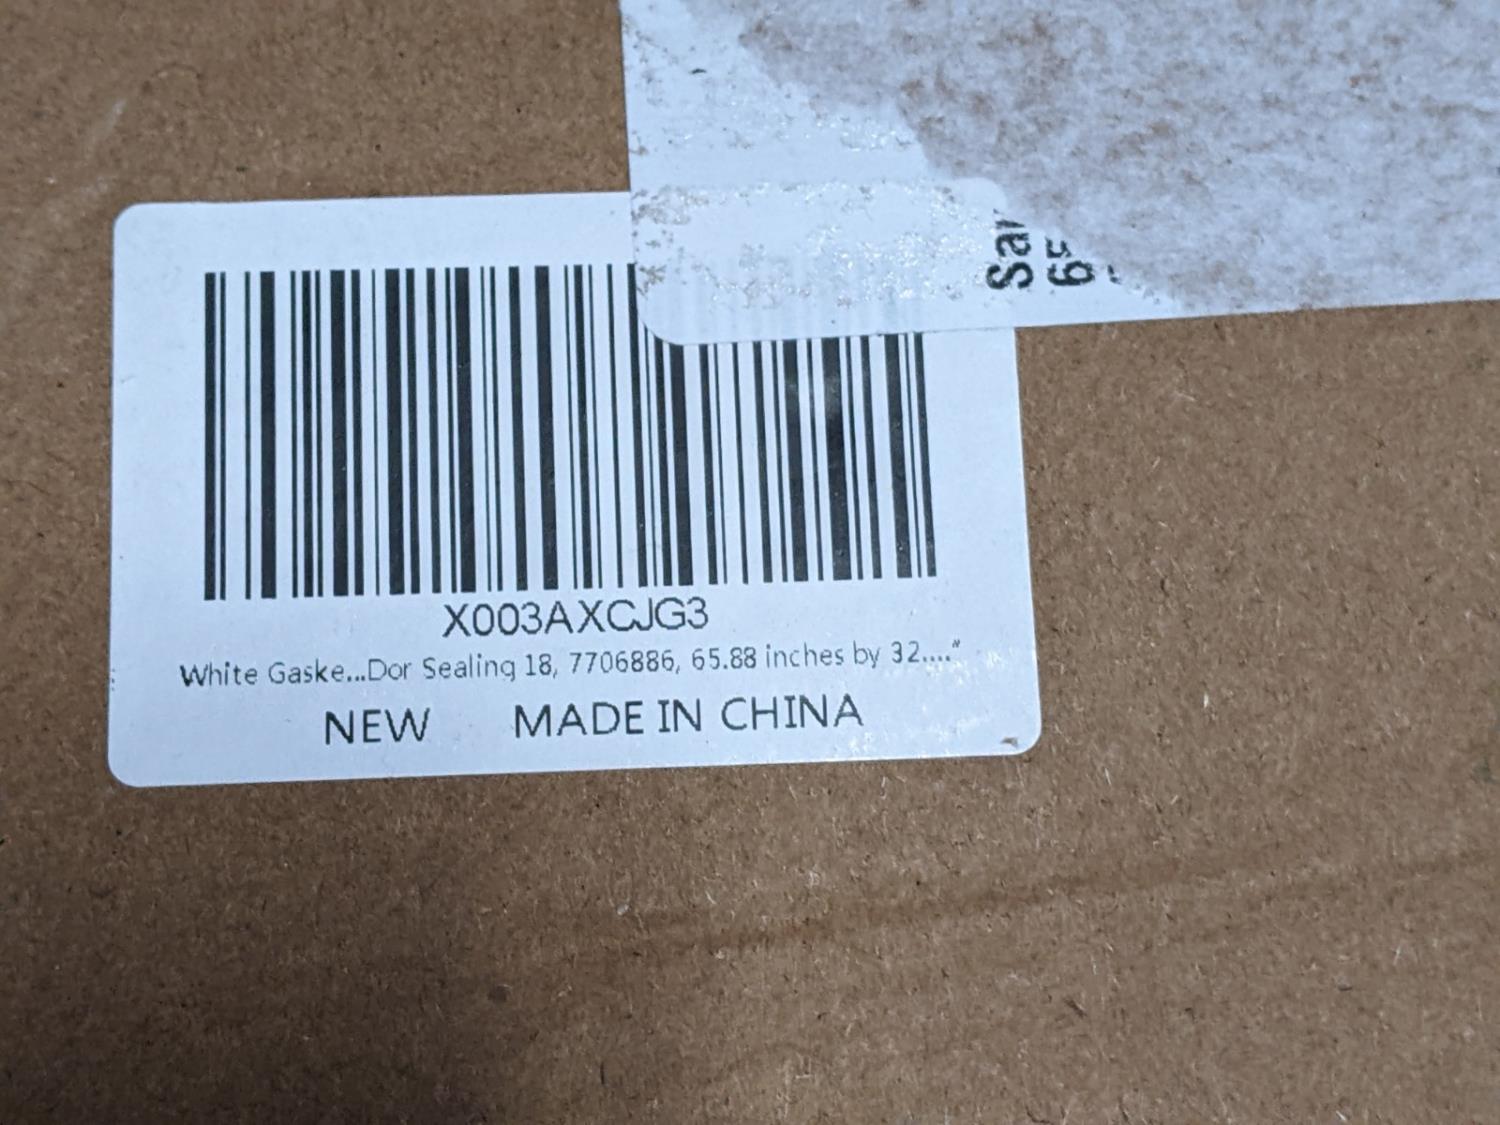 X003AXCJG3
White Gaske...Dor Sealing 18, 7706886, 65.88 inches by 32...."
NEW MADE IN CHINA